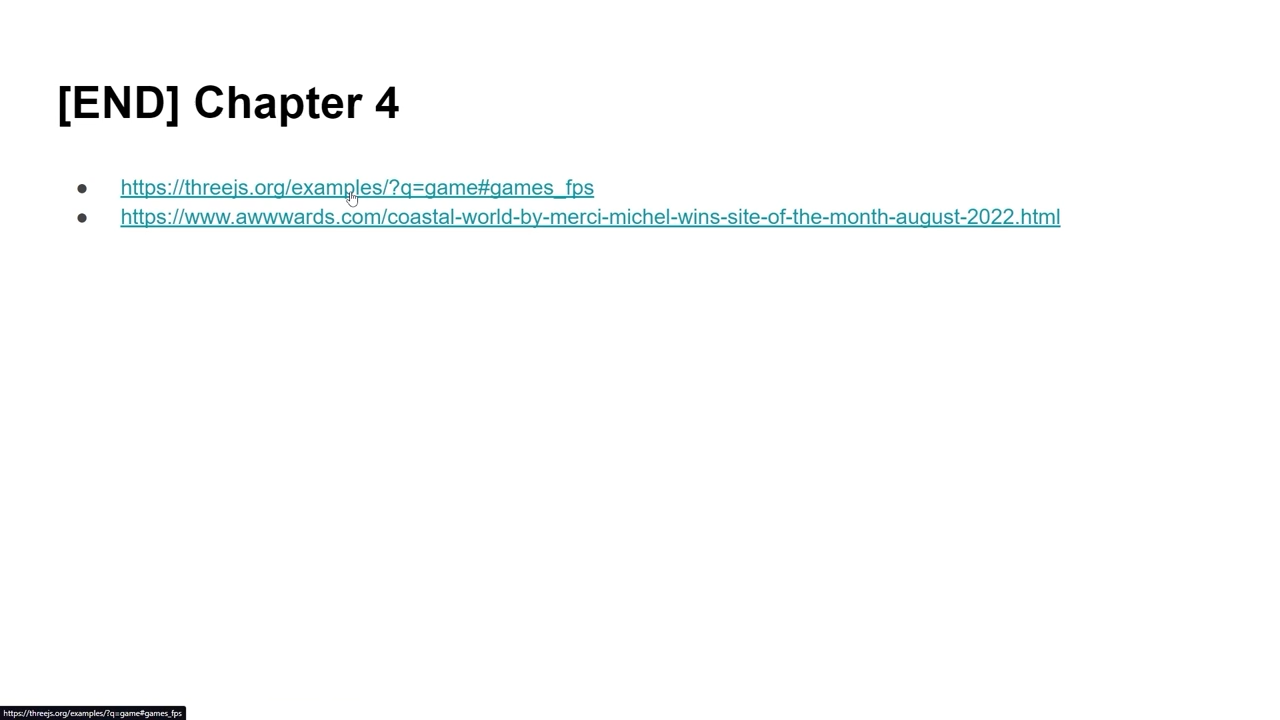 [END] Chapter 4
● https://threejs.org/examples/?q=game#games_fps
● https://www.awwwards.com/coastal-world-by-merci-michel-wins-site-of-the-month-august-2022.html
https://threejs.org/examples/?q=game#games_fps